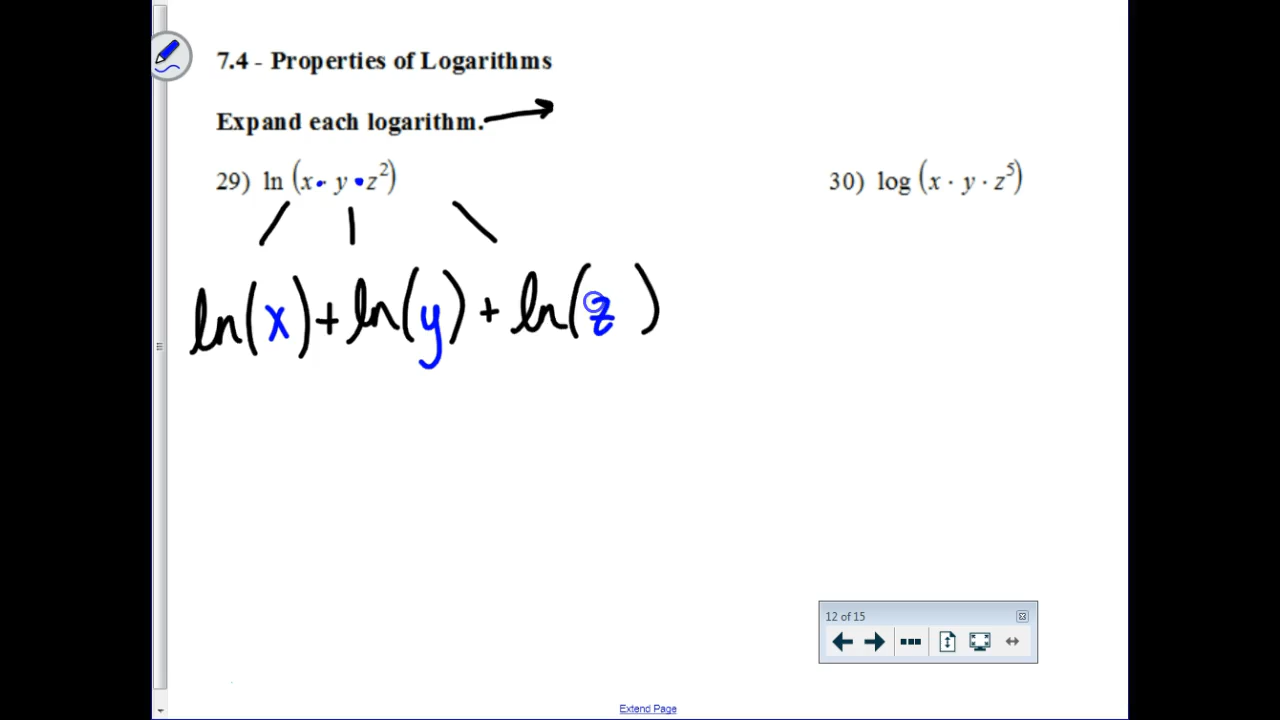 7.4 - Properties of Logarithms
Expand each logarithm.
29) ln (x · y · z²)
30) log (x · y · z⁵)
ln(x) + ln(y) + ln(z )
12 of 15
Extend Page